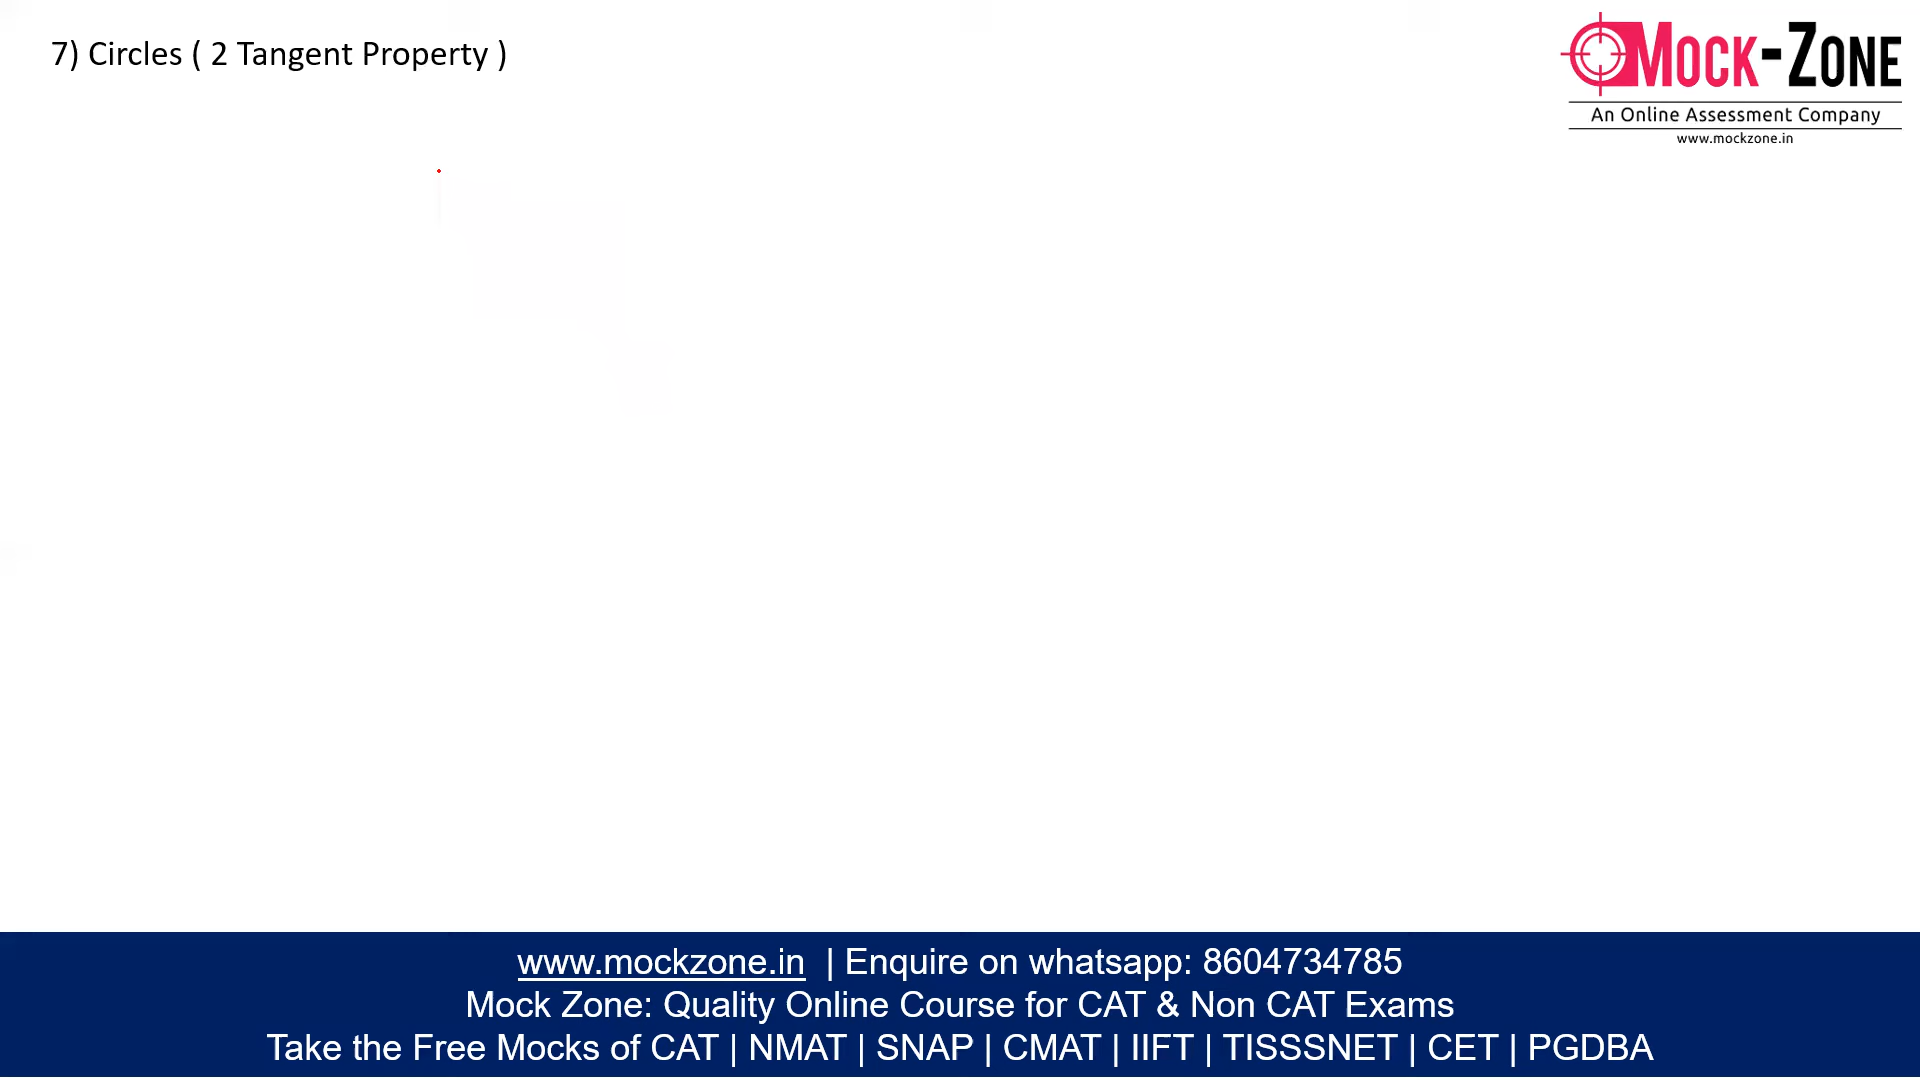 7) Circles ( 2 Tangent Property )
MOCK-ZONE
An Online Assessment Company
www.mockzone.in
www.mockzone.in | Enquire on whatsapp: 8604734785
Mock Zone: Quality Online Course for CAT & Non CAT Exams
Take the Free Mocks of CAT | NMAT | SNAP | CMAT | IIFT | TISSSNET | CET | PGDBA